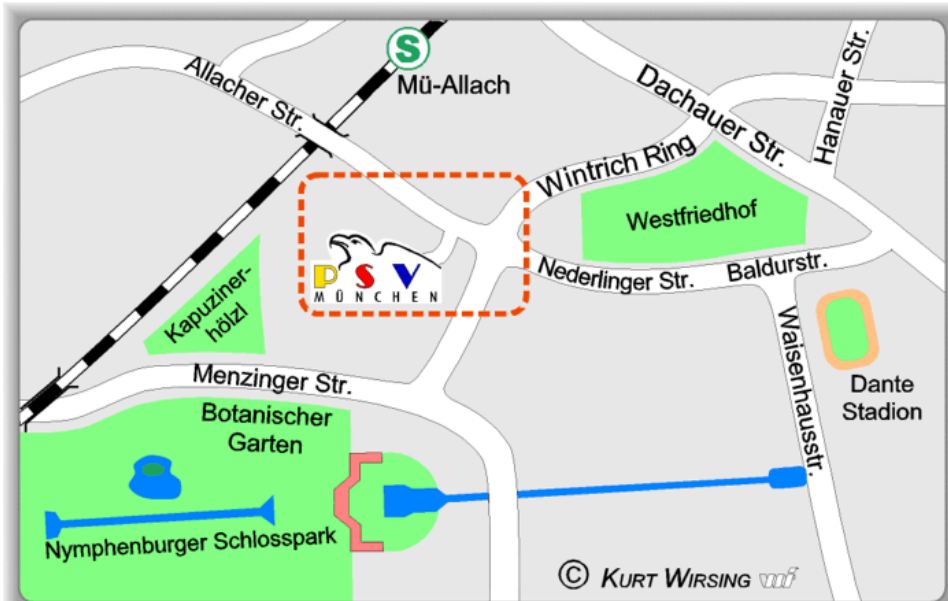 S
Mü-Allach
Allacher Str.
Dachauer Str.
Hanauer Str.
Wintrich Ring
Westfriedhof
PSV
MÜNCHEN
Nederlinger Str.
Baldurstr.
Kapuziner-
hölzl
Waisenhausstr.
Menzinger Str.
Dante
Stadion
Botanischer
Garten
Nymphenburger Schlosspark
© KURT WIRSING